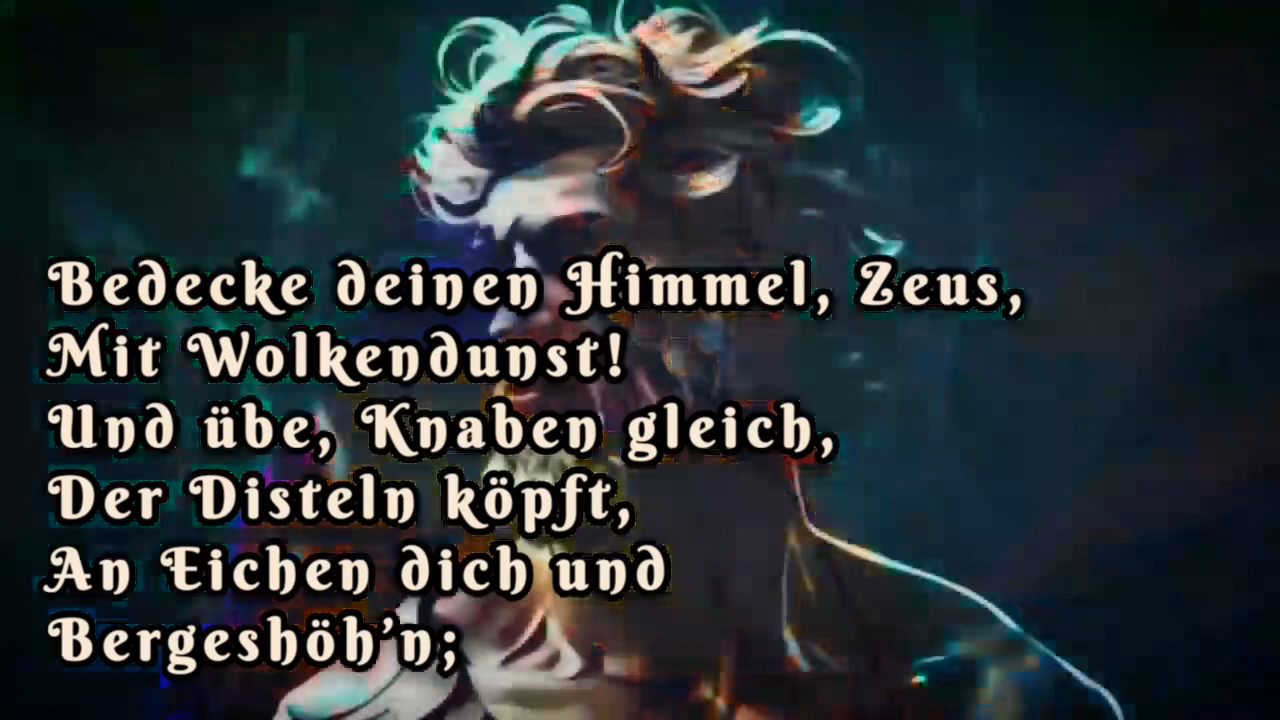 Bedecke deinen Himmel, Zeus,
Mit Wolkendunst!
Und übe, Knaben gleich,
Der Disteln köpft,
An Eichen dich und
Bergeshöh’n;